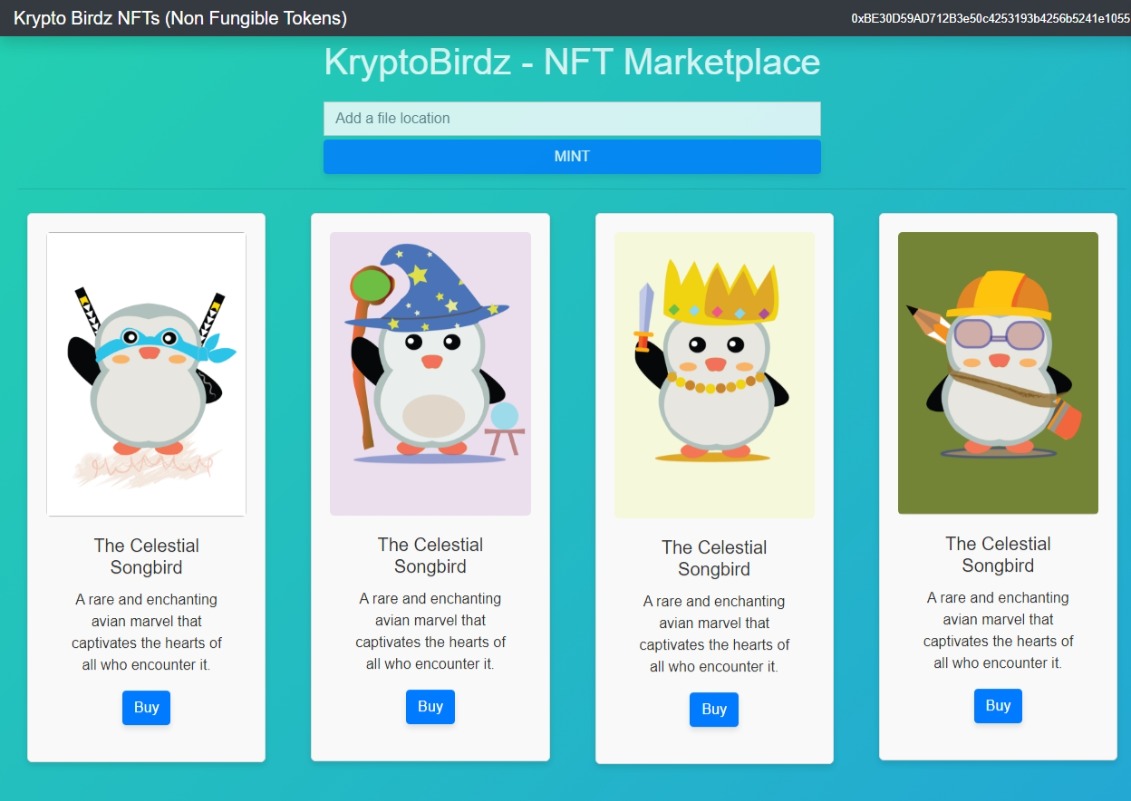 Krypto Birdz NFTs (Non Fungible Tokens)
0xBE30D59AD712B3e50c4253193b4256b5241e1055
KryptoBirdz - NFT Marketplace
Add a file location
MINT
The Celestial
Songbird
A rare and enchanting
avian marvel that
captivates the hearts of
all who encounter it.
Buy
The Celestial
Songbird
A rare and enchanting
avian marvel that
captivates the hearts of
all who encounter it.
Buy
The Celestial
Songbird
A rare and enchanting
avian marvel that
captivates the hearts of
all who encounter it.
Buy
The Celestial
Songbird
A rare and enchanting
avian marvel that
captivates the hearts of
all who encounter it.
Buy